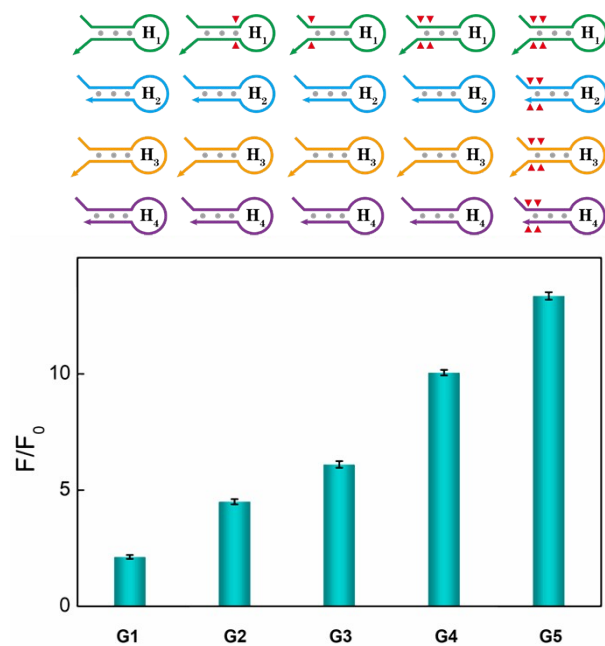 H₁ H₁ H₁ H₁ H₁
H₂ H₂ H₂ H₂ H₂
H₃ H₃ H₃ H₃ H₃
H₄ H₄ H₄ H₄ H₄
10
5
0
F/F₀
G1 G2 G3 G4 G5